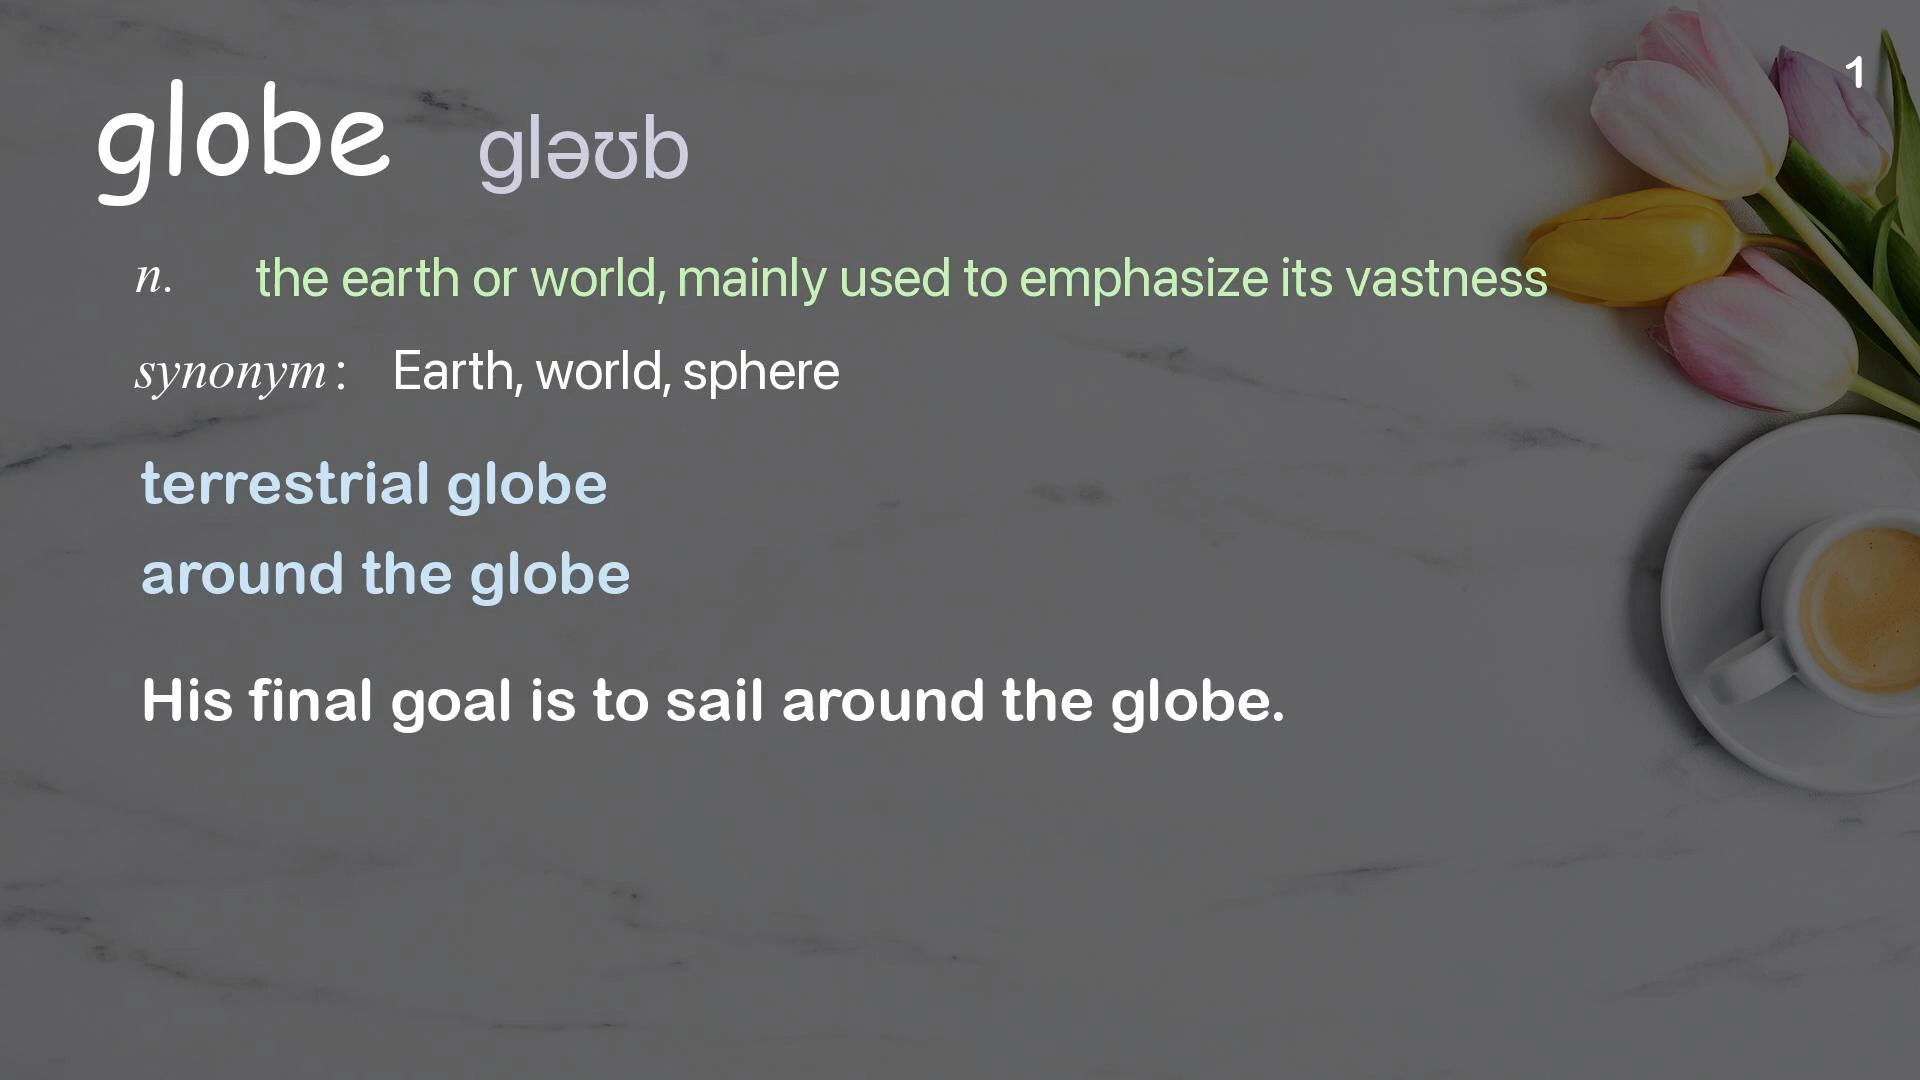 1
globe gləʊb
n. the earth or world, mainly used to emphasize its vastness
synonym: Earth, world, sphere
terrestrial globe
around the globe
His final goal is to sail around the globe.